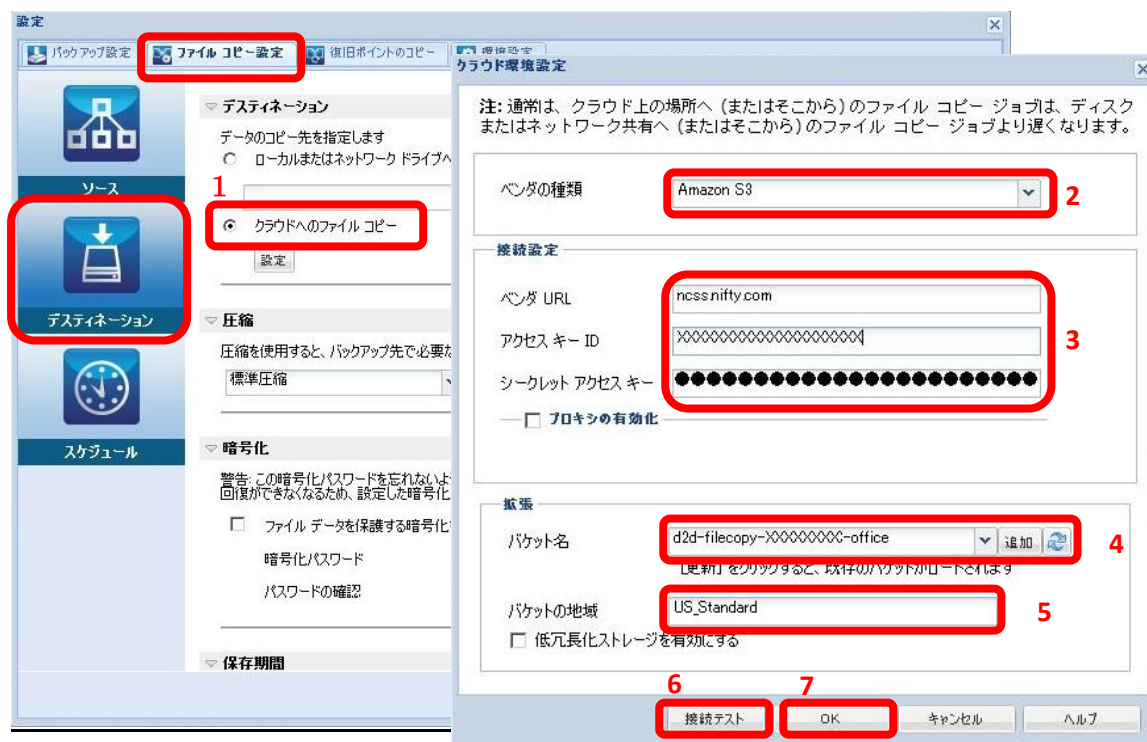 設定
バックアップ設定
ファイル コピー設定
復旧ポイントのコピー
環境設定
ソース
デスティネーション
スケジュール
デスティネーション
データのコピー先を指定します
ローカルまたはネットワーク ドライブへ
1
クラウドへのファイル コピー
設定
圧縮
圧縮を使用すると、バックアップ先で必要な
標準圧縮
暗号化
警告: この暗号化パスワードを忘れないよ
回復ができなくなるため、設定した暗号化
ファイル データを保護する暗号化
暗号化パスワード
パスワードの確認
保存期間
クラウド環境設定
注: 通常は、クラウド上の場所へ (またはそこから) のファイル コピー ジョブは、ディスク
またはネットワーク共有へ (またはそこから) のファイル コピー ジョブより遅くなります。
ベンダの種類
Amazon S3
2
接続設定
ベンダ URL
ncss.nifty.com
アクセス キー ID
XXXXXXXXXXXXXXXXXXXX
3
シークレット アクセス キー
●●●●●●●●●●●●●●●●●●●●●●●
プロキシの有効化
拡張
バケット名
d2d-filecopy-XXXXXXXXX-office
追加
4
[更新] をクリックすると、既存のバケットがロードされます
バケットの地域
US_Standard
5
低冗長化ストレージを有効にする
6
7
接続テスト
OK
キャンセル
ヘルプ